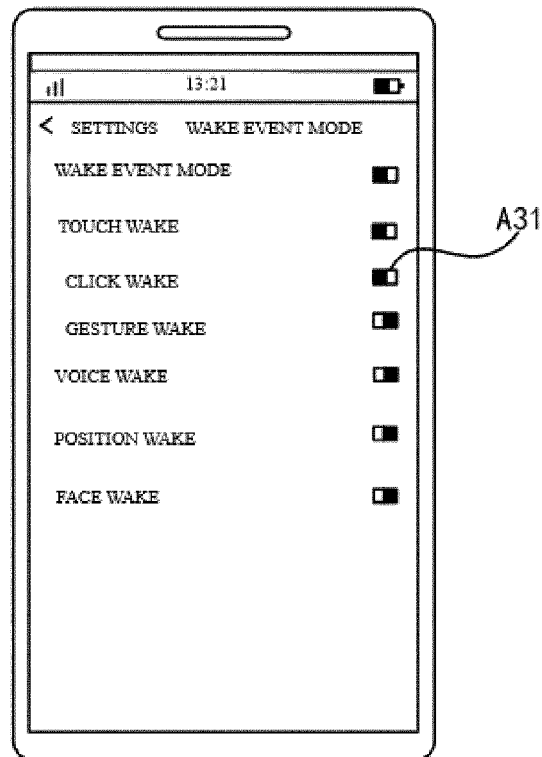 13:21
< SETTINGS WAKE EVENT MODE
WAKE EVENT MODE
TOUCH WAKE
CLICK WAKE
A31
GESTURE WAKE
VOICE WAKE
POSITION WAKE
FACE WAKE